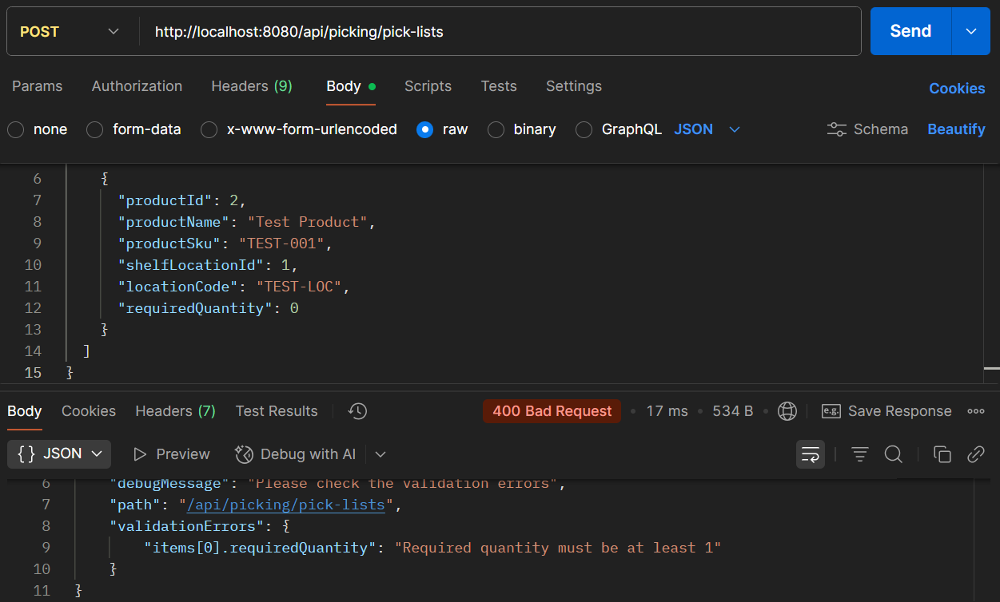 POST http://localhost:8080/api/picking/pick-lists Send
Params Authorization Headers (9) Body Scripts Tests Settings Cookies
none form-data x-www-form-urlencoded raw binary GraphQL JSON Schema Beautify
6 {
7 "productId": 2,
8 "productName": "Test Product",
9 "productSku": "TEST-001",
10 "shelfLocationId": 1,
11 "locationCode": "TEST-LOC",
12 "requiredQuantity": 0
13 }
14 ]
15 }
Body Cookies Headers (7) Test Results 400 Bad Request 17 ms 534 B e.g. Save Response
{} JSON Preview Debug with AI
6 "debugMessage": "Please check the validation errors",
7 "path": "/api/picking/pick-lists",
8 "validationErrors": {
9 "items[0].requiredQuantity": "Required quantity must be at least 1"
10 }
11 }